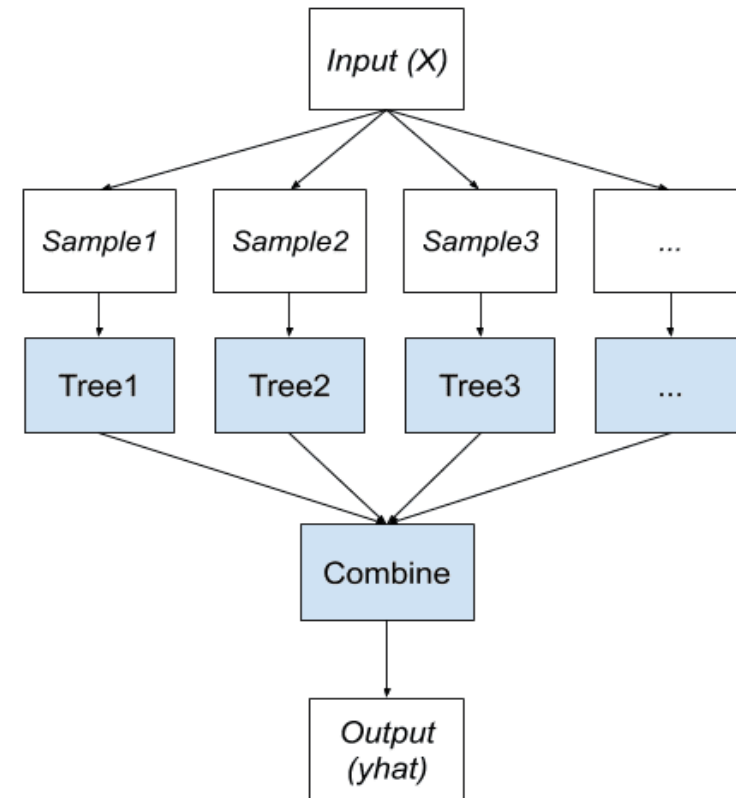 Input (X)
Sample1
Sample2
Sample3
...
Tree1
Tree2
Tree3
...
Combine
Output
(yhat)